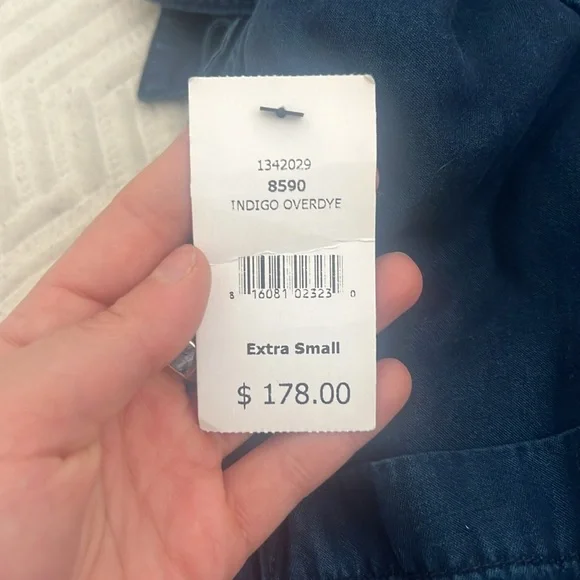 1342029
8590
INDIGO OVERDYE
8 16081 02323 0
Extra Small
$ 178.00